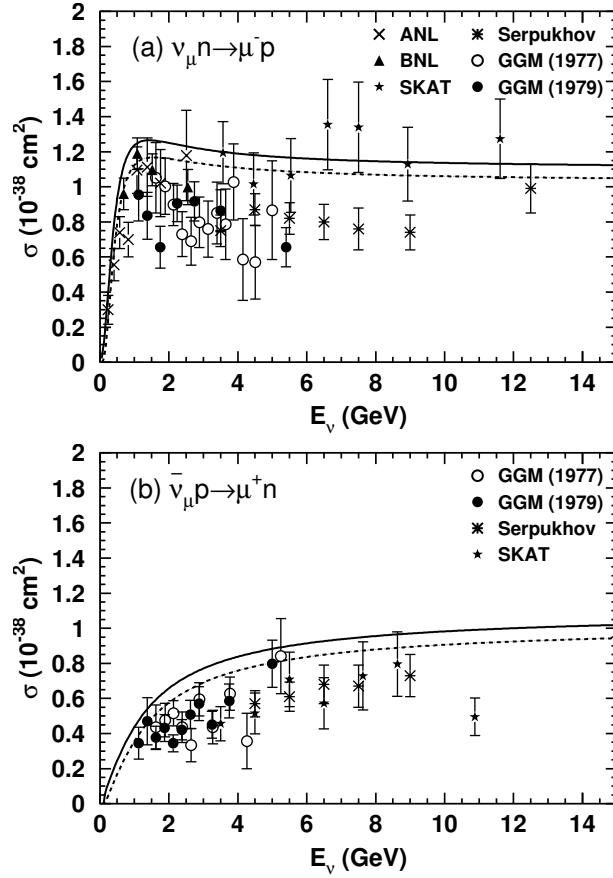 (a) νμn→μ⁻p
ANL
BNL
SKAT
Serpukhov
GGM (1977)
GGM (1979)
σ (10⁻³⁸ cm²)
2
1.8
1.6
1.4
1.2
1
0.8
0.6
0.4
0.2
0
0 2 4 6 8 10 12 14
Eν (GeV)
(b) ν̄μp→μ⁺n
GGM (1977)
GGM (1979)
Serpukhov
SKAT
σ (10⁻³⁸ cm²)
2
1.8
1.6
1.4
1.2
1
0.8
0.6
0.4
0.2
0
0 2 4 6 8 10 12 14
Eν (GeV)